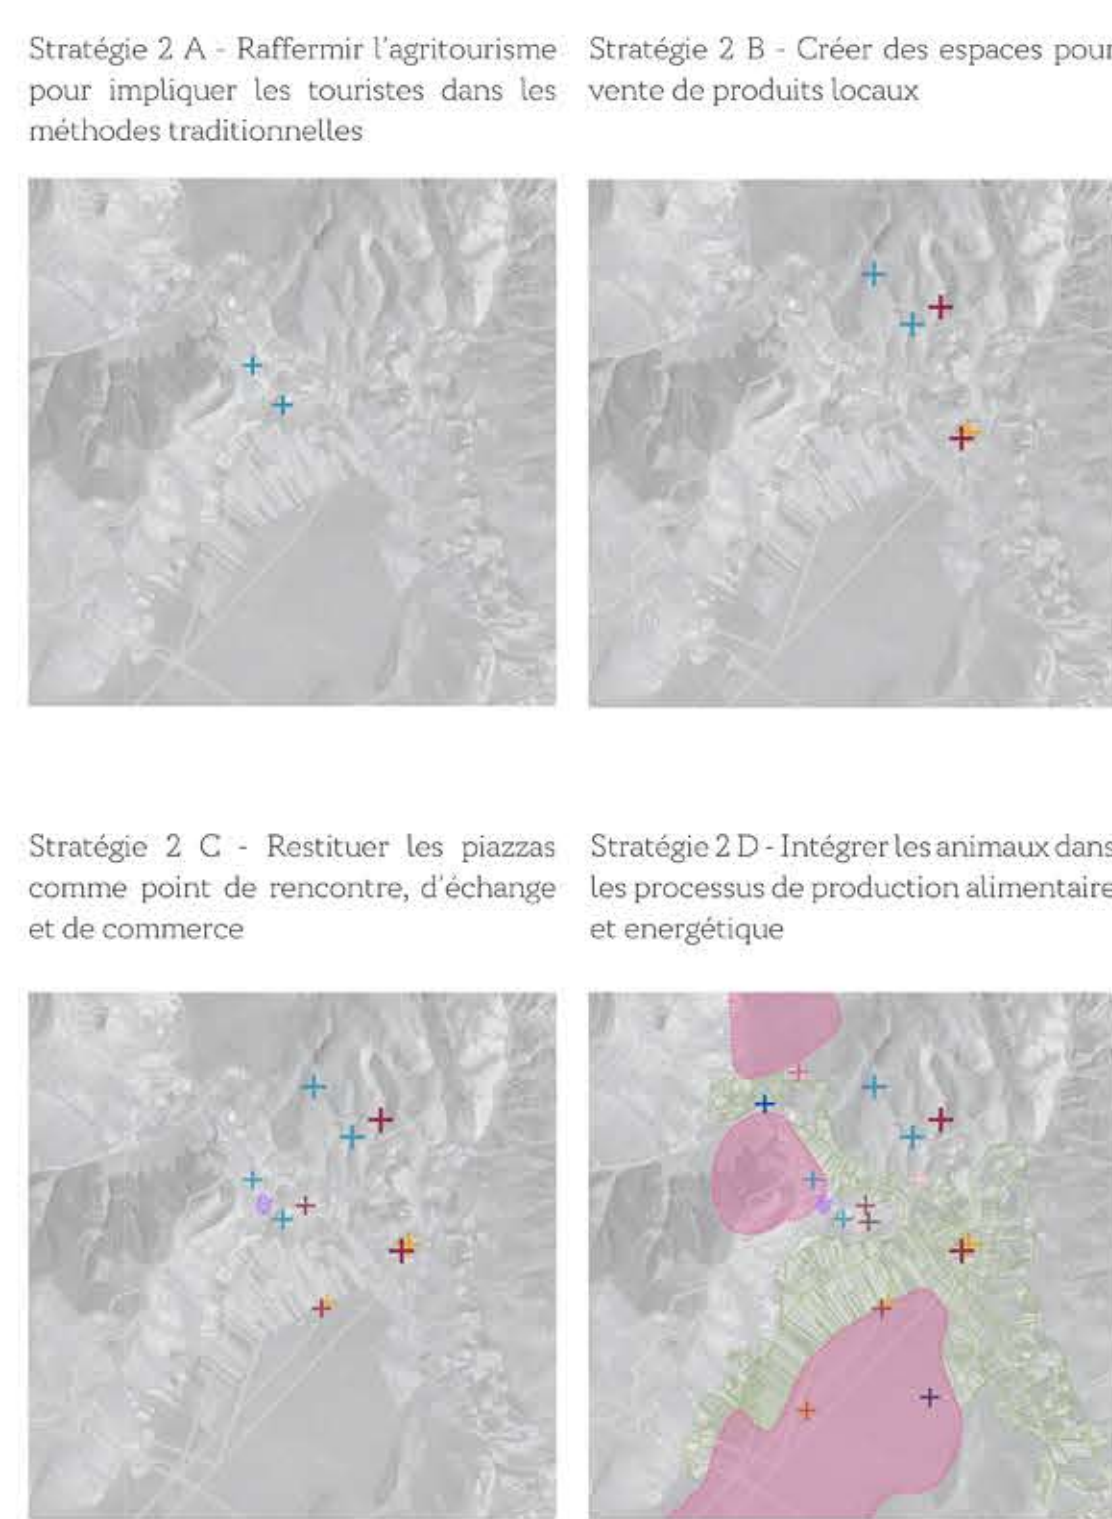 Stratégie 2 A - Raffermir l'agritourisme
pour impliquer les touristes dans les
méthodes traditionnelles
Stratégie 2 B - Créer des espaces pour
vente de produits locaux
Stratégie 2 C - Restituer les piazzas
comme point de rencontre, d'échange
et de commerce
Stratégie 2 D - Intégrer les animaux dans
les processus de production alimentaire
et energétique